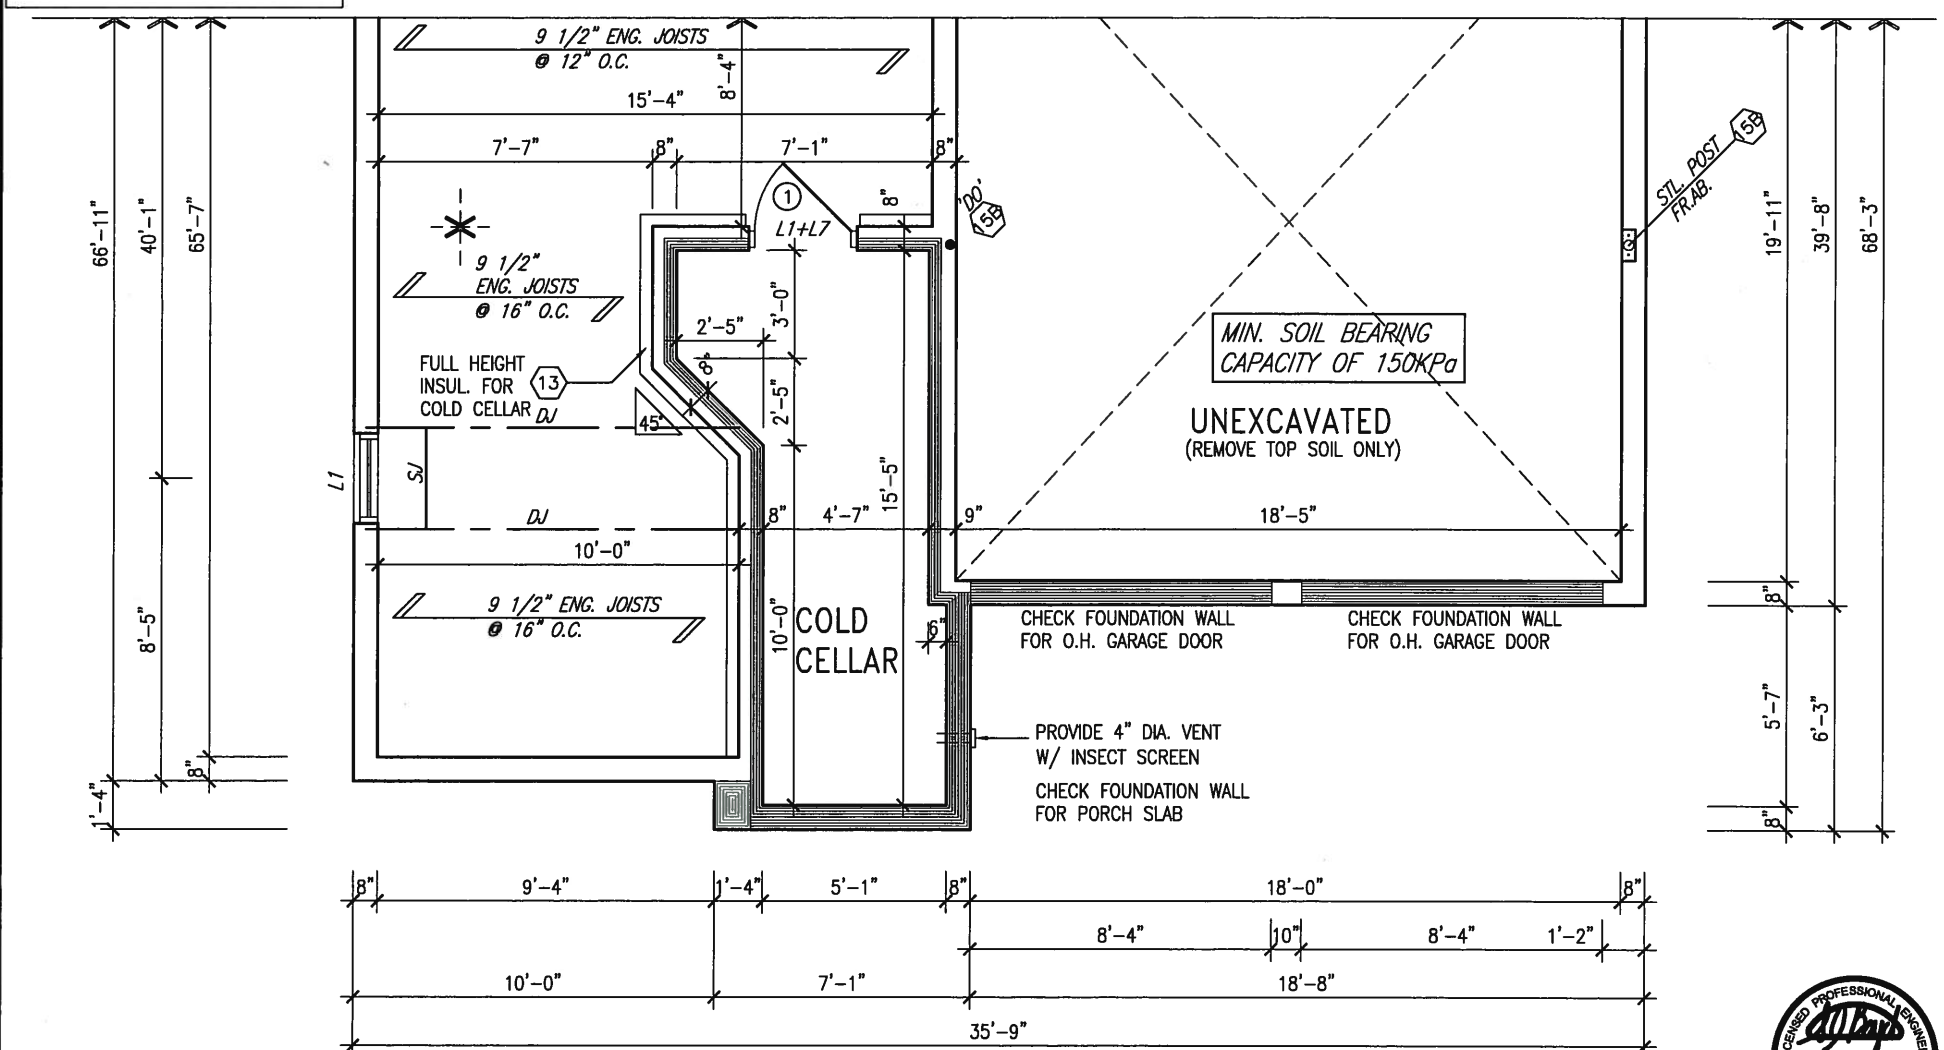 9 1/2" ENG. JOISTS
@ 12" O.C.
8'-4"
15'-4"
7'-7"
8"
7'-1"
8"
66'-11"
40'-1"
65'-7"
1
L1+L7
8"
'DO'
15B
STL. POST
FR.AB.
15B
19'-11"
39'-8"
68'-3"
9 1/2"
ENG. JOISTS
@ 16" O.C.
2'-5"
3'-0"
8"
2'-5"
MIN. SOIL BEARING
CAPACITY OF 150KPa
FULL HEIGHT
INSUL. FOR
COLD CELLAR
13
DJ
45°
UNEXCAVATED
(REMOVE TOP SOIL ONLY)
L1
SJ
15'-5"
DJ
8"
4'-7"
9"
18'-5"
10'-0"
9 1/2" ENG. JOISTS
@ 16" O.C.
10'-0"
COLD
CELLAR
6"
CHECK FOUNDATION WALL
FOR O.H. GARAGE DOOR
CHECK FOUNDATION WALL
FOR O.H. GARAGE DOOR
8"
8'-5"
5'-7"
6'-3"
PROVIDE 4" DIA. VENT
W/ INSECT SCREEN
CHECK FOUNDATION WALL
FOR PORCH SLAB
8"
1'-4"
8"
8"
9'-4"
1'-4"
5'-1"
8"
18'-0"
8"
8'-4"
10"
8'-4"
1'-2"
10'-0"
7'-1"
18'-8"
35'-9"
PROFESSIONAL